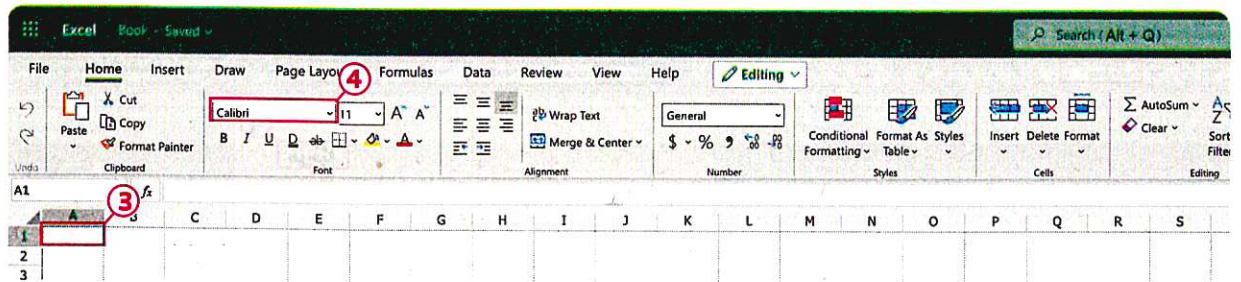 Excel Book - Saved
Search (Alt + Q)
File Home Insert Draw Page Layou Formulas Data Review View Help Editing
4
Cut
Copy
Paste
Format Painter
Undo
Clipboard
Calibri 11 A A
B I U D ab A
Font
Wrap Text
Merge & Center
Alignment
General
$ % 9 .00
Number
Conditional Formatting
Format As Table
Styles
Styles
Insert Delete Format
Cells
AutoSum
Clear
Sort
Filter
Editing
A1 fx
3
A B C D E F G H I J K L M N O P Q R S
1
2
3